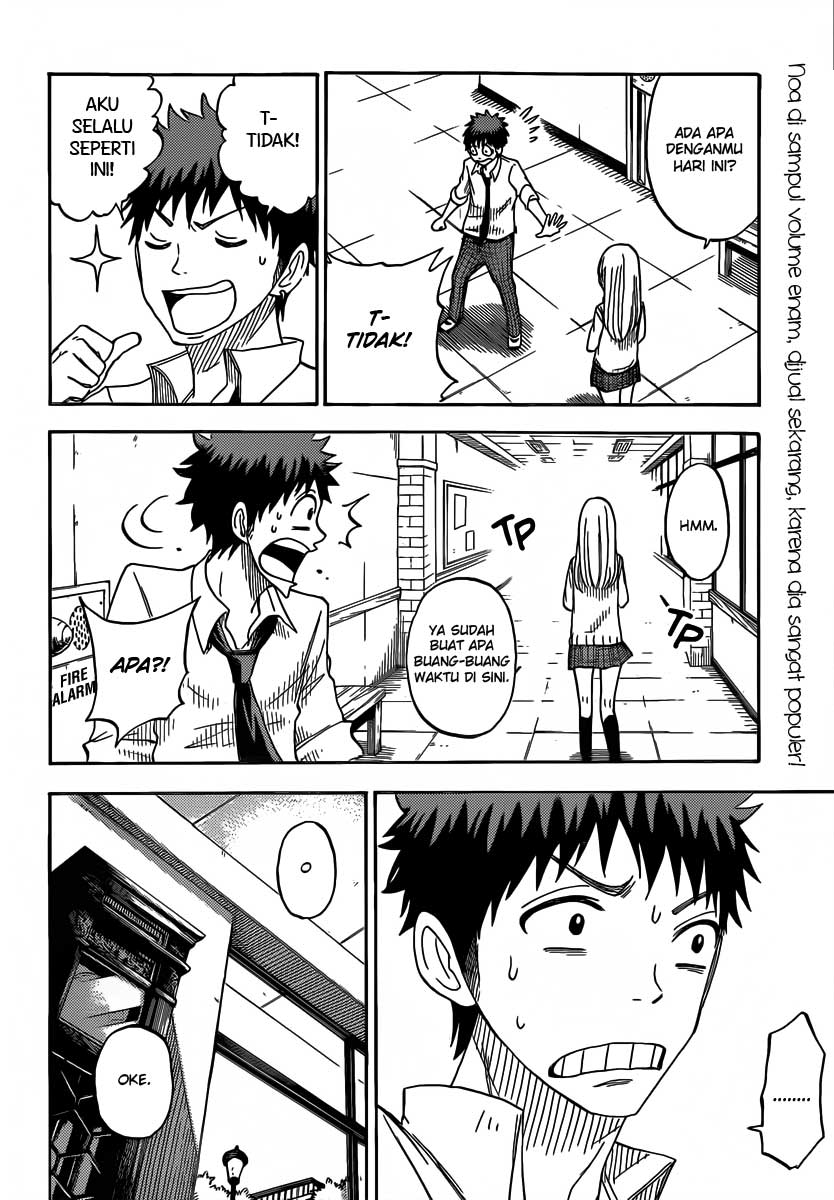 Noa di sampul volume enam, dijual sekarang, karena dia sangat populer!
ADA APA
DENGANMU
HARI INI?
T-
TIDAK!
T-
TIDAK!
AKU
SELALU
SEPERTI
INI!
HMM.
TP
TP
YA SUDAH
BUAT APA
BUANG-BUANG
WAKTU DI SINI.
APA?!
FIRE
ALARM
.........
。
OKE.